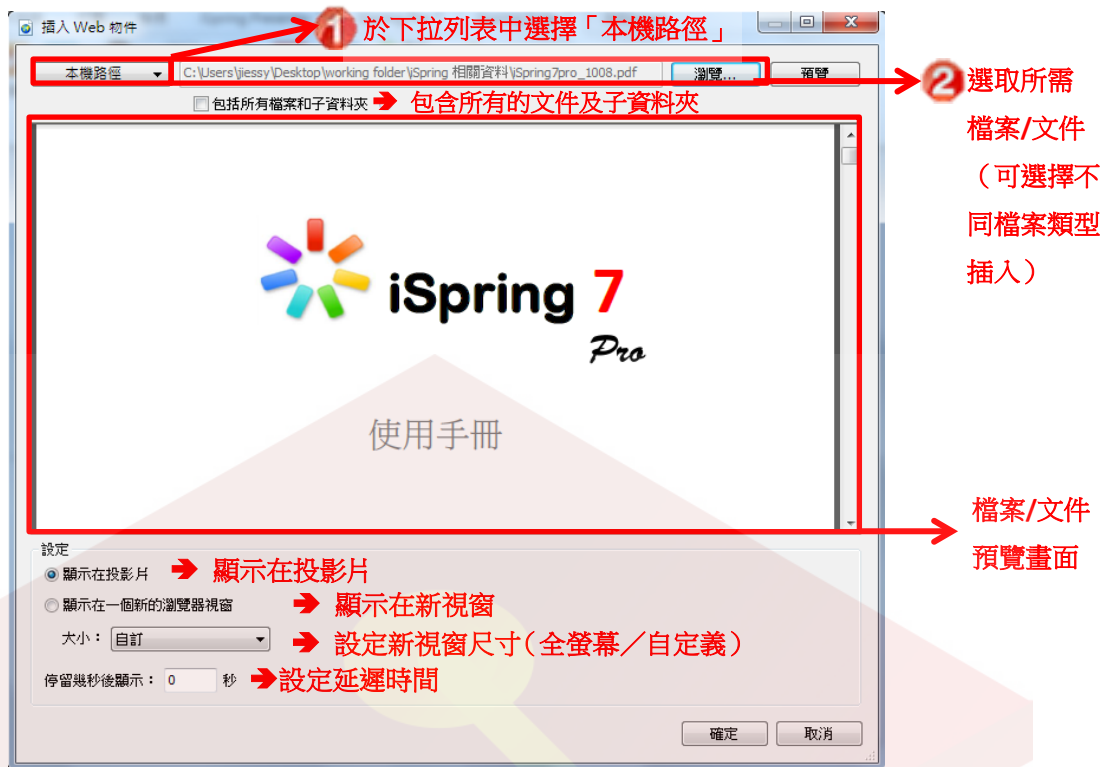 插入 Web 物件
1 於下拉列表中選擇「本機路徑」
本機路徑
C:\Users\jiessy\Desktop\working folder\iSpring 相關資料\iSpring7pro_1008.pdf
瀏覽...
預覽
2 選取所需
檔案/文件
（可選擇不
同檔案類型
插入）
包括所有檔案和子資料夾
包含所有的文件及子資料夾
iSpring 7
Pro
使用手冊
檔案/文件
預覽畫面
設定
顯示在投影片
顯示在投影片
顯示在一個新的瀏覽器視窗
顯示在新視窗
大小：
自訂
設定新視窗尺寸（全螢幕／自定義）
停留幾秒後顯示：
0
秒
設定延遲時間
確定
取消